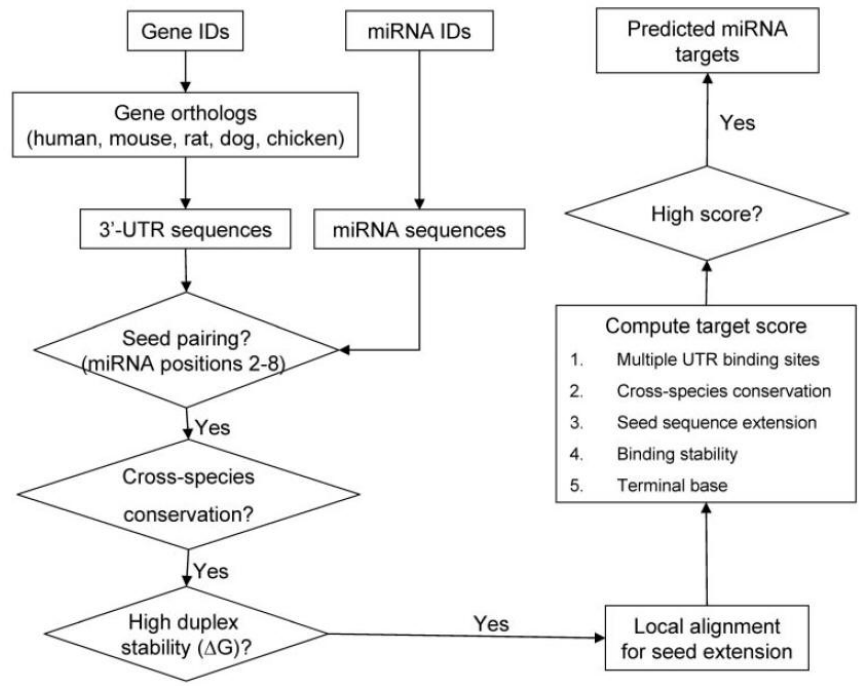 Gene IDs
miRNA IDs
Gene orthologs
(human, mouse, rat, dog, chicken)
3'-UTR sequences
miRNA sequences
Seed pairing?
(miRNA positions 2-8)
Yes
Cross-species
conservation?
Yes
High duplex
stability (ΔG)?
Yes
Local alignment
for seed extension
Compute target score
1. Multiple UTR binding sites
2. Cross-species conservation
3. Seed sequence extension
4. Binding stability
5. Terminal base
High score?
Yes
Predicted miRNA
targets